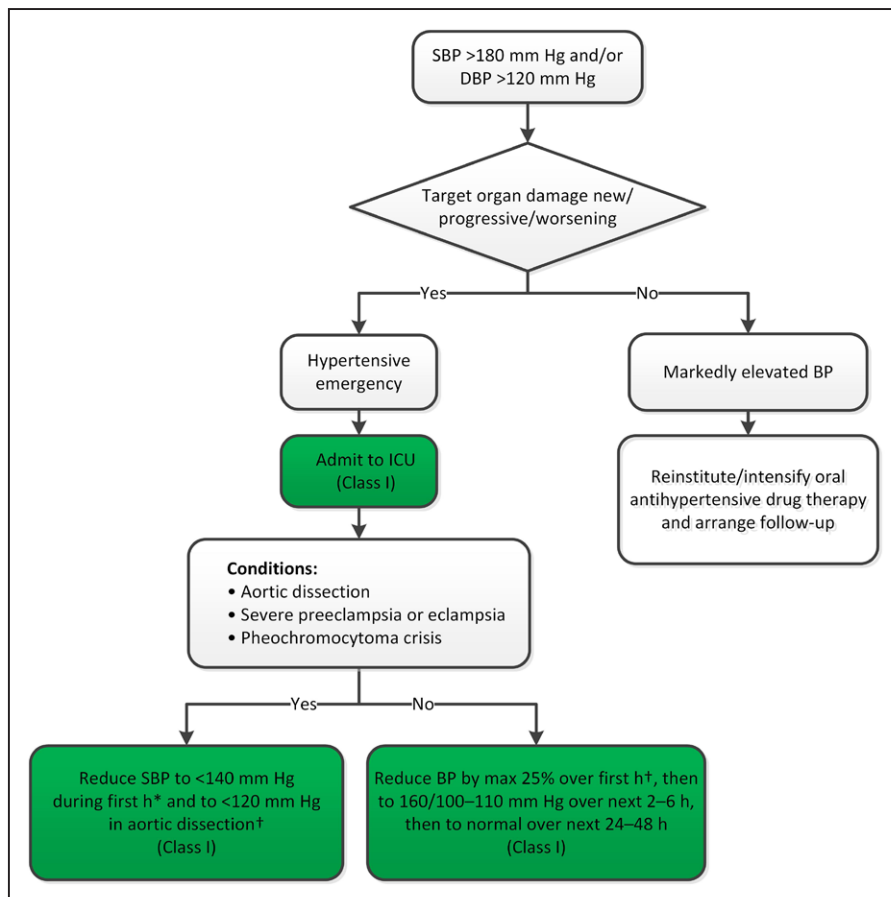 SBP >180 mm Hg and/or
DBP >120 mm Hg
Target organ damage new/
progressive/worsening
Yes
No
Hypertensive
emergency
Markedly elevated BP
Admit to ICU
(Class I)
Reinstitute/intensify oral
antihypertensive drug therapy
and arrange follow-up
Conditions:
• Aortic dissection
• Severe preeclampsia or eclampsia
• Pheochromocytoma crisis
Yes
No
Reduce SBP to <140 mm Hg
during first h* and to <120 mm Hg
in aortic dissection†
(Class I)
Reduce BP by max 25% over first h†, then
to 160/100–110 mm Hg over next 2–6 h,
then to normal over next 24–48 h
(Class I)